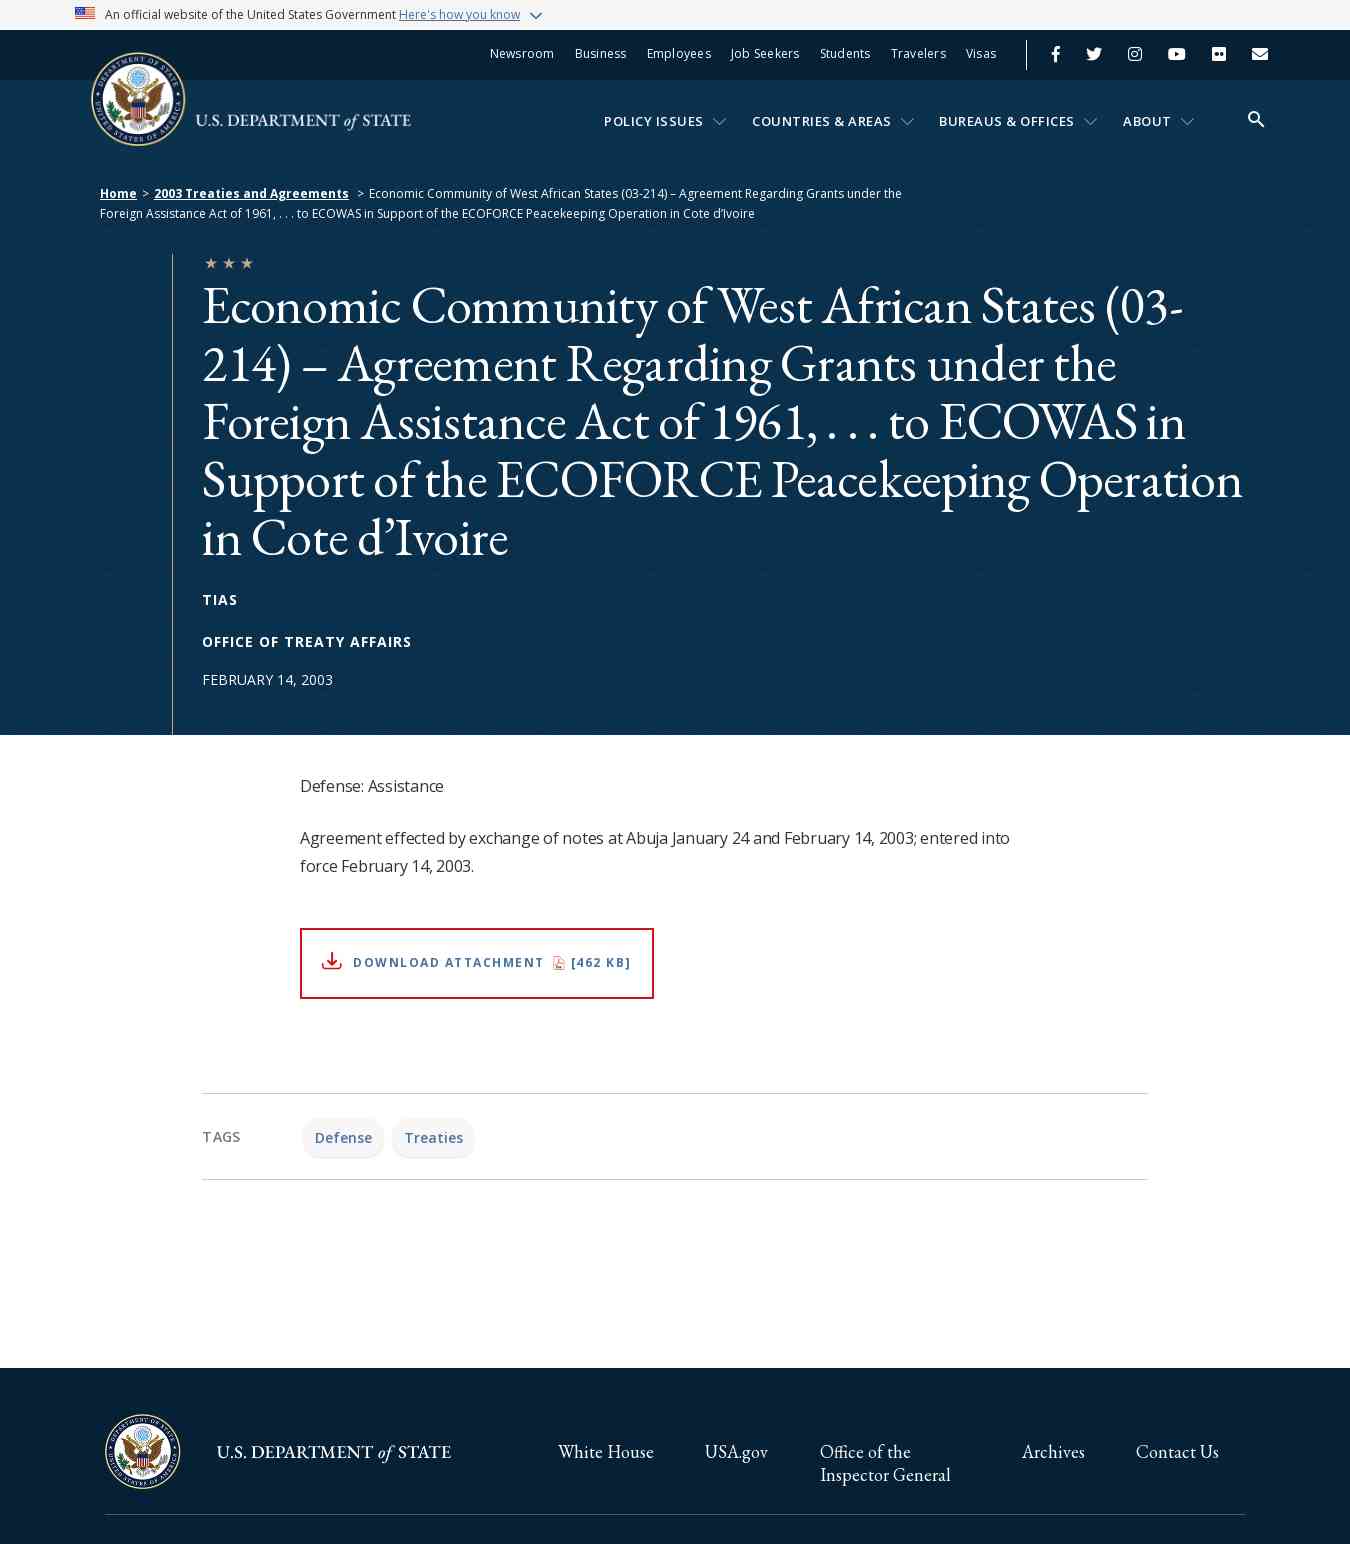 An official website of the United States Government Here's how you know
Newsroom Business Employees Job Seekers Students Travelers Visas
U.S. DEPARTMENT of STATE
POLICY ISSUES COUNTRIES & AREAS BUREAUS & OFFICES ABOUT
Home > 2003 Treaties and Agreements > Economic Community of West African States (03-214) – Agreement Regarding Grants under the
Foreign Assistance Act of 1961, . . . to ECOWAS in Support of the ECOFORCE Peacekeeping Operation in Cote d’Ivoire
Economic Community of West African States (03-
214) – Agreement Regarding Grants under the
Foreign Assistance Act of 1961, . . . to ECOWAS in
Support of the ECOFORCE Peacekeeping Operation
in Cote d’Ivoire
TIAS
OFFICE OF TREATY AFFAIRS
FEBRUARY 14, 2003
Defense: Assistance
Agreement effected by exchange of notes at Abuja January 24 and February 14, 2003; entered into
force February 14, 2003.
DOWNLOAD ATTACHMENT [462 KB]
TAGS Defense Treaties
DEPARTMENT OF STATE
UNITED STATES OF AMERICA
U.S. DEPARTMENT of STATE
White House USA.gov Office of the Archives Contact Us
Inspector General